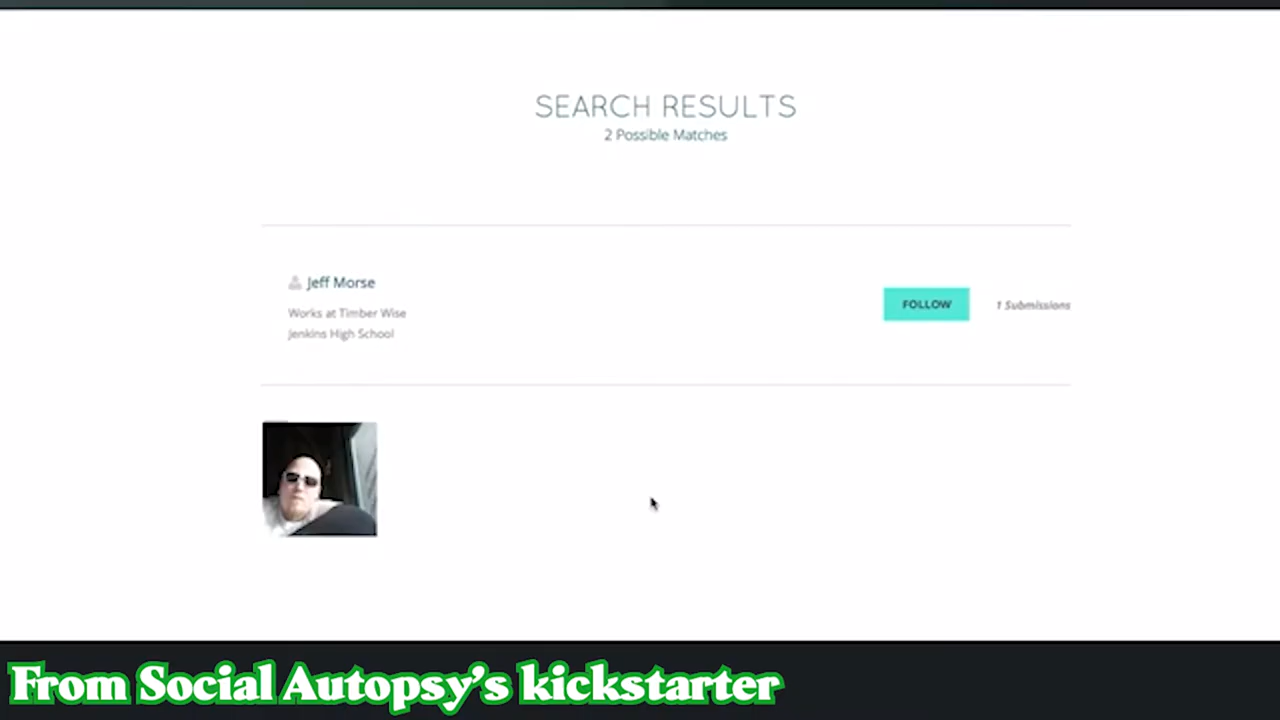 SEARCH RESULTS
2 Possible Matches
Jeff Morse
Works at Timber Wise
Jenkins High School
FOLLOW
1 Submissions
From Social Autopsy's kickstarter